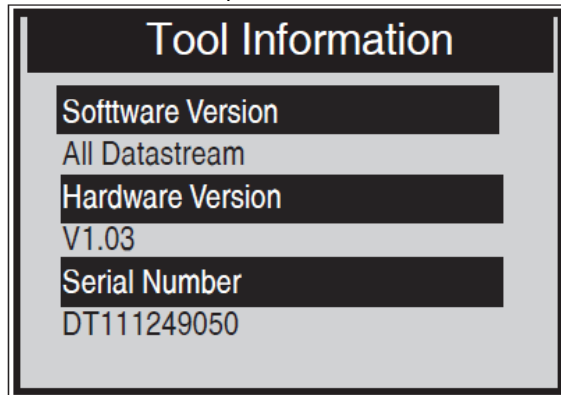 Tool Information
Softtware Version
All Datastream
Hardware Version
V1.03
Serial Number
DT111249050